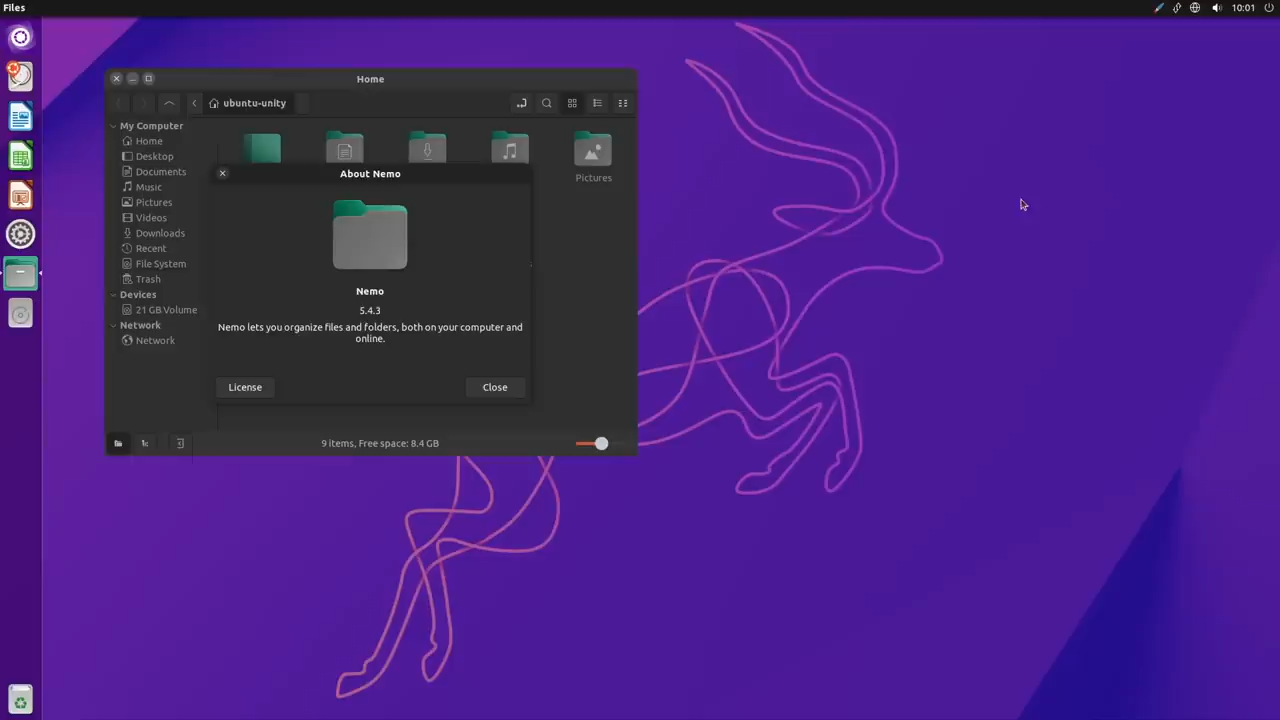 Files
10:01
Home
ubuntu-unity
My Computer
Home
Desktop
Documents
Music
Pictures
Videos
Downloads
Recent
File System
Trash
Devices
21 GB Volume
Network
Network
Pictures
About Nemo
Nemo
5.4.3
Nemo lets you organize files and folders, both on your computer and
online.
License
Close
9 items, Free space: 8.4 GB